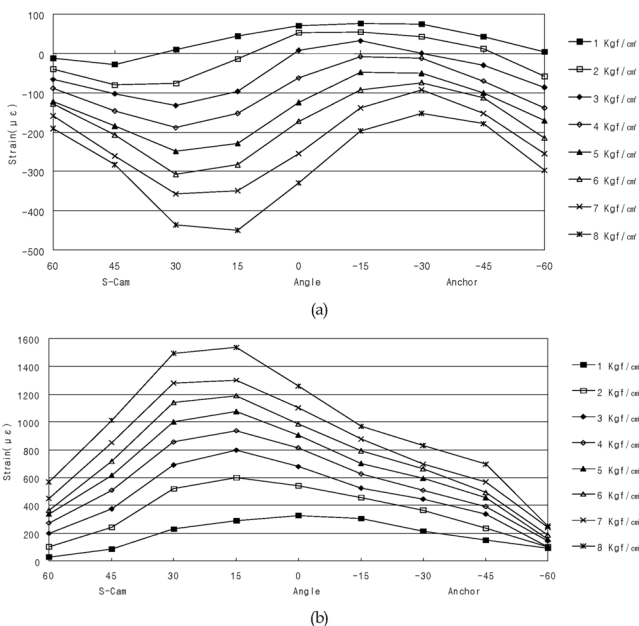 100
0
-100
-200
-300
-400
-500
Strain(με)
60 45 30 15 0 -15 -30 -45 -60
S-Cam Angle Anchor
1 Kgf/㎠
2 Kgf/㎠
3 Kgf/㎠
4 Kgf/㎠
5 Kgf/㎠
6 Kgf/㎠
7 Kgf/㎠
8 Kgf/㎠
(a)
1600
1400
1200
1000
800
600
400
200
0
Strain(με)
60 45 30 15 0 -15 -30 -45 -60
S-Cam Angle Anchor
1 Kgf/㎠
2 Kgf/㎠
3 Kgf/㎠
4 Kgf/㎠
5 Kgf/㎠
6 Kgf/㎠
7 Kgf/㎠
8 Kgf/㎠
(b)